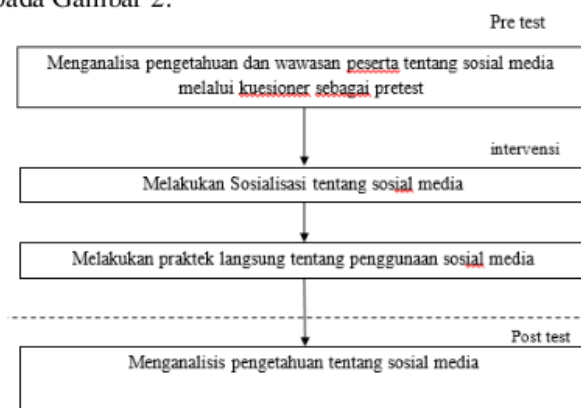 pada Gambar 2.
Pre test
Menganalisa pengetahuan dan wawasan peserta tentang sosial media
melalui kuesioner sebagai pretest
intervensi
Melakukan Sosialisasi tentang sosial media
Melakukan praktek langsung tentang penggunaan sosial media
Post test
Menganalisis pengetahuan tentang sosial media